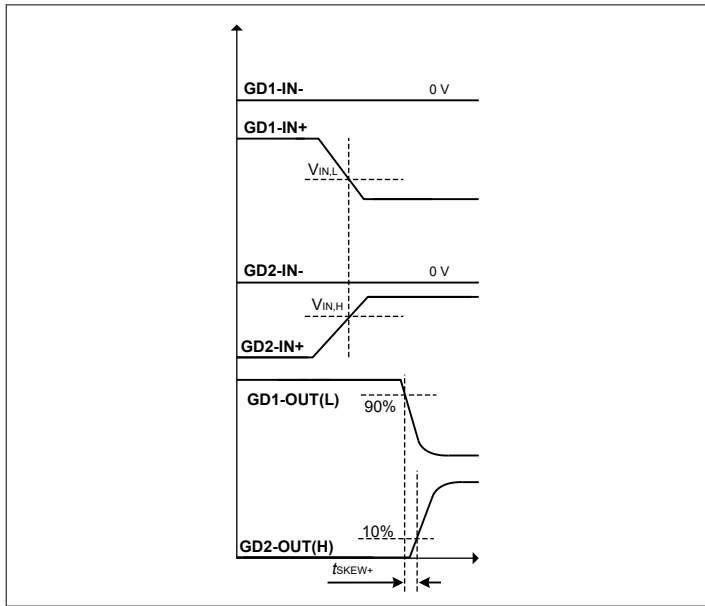 GD1-IN- 0 V
GD1-IN+
VIN,L
GD2-IN- 0 V
VIN,H
GD2-IN+
GD1-OUT(L)
90%
10%
GD2-OUT(H)
tSKEW+